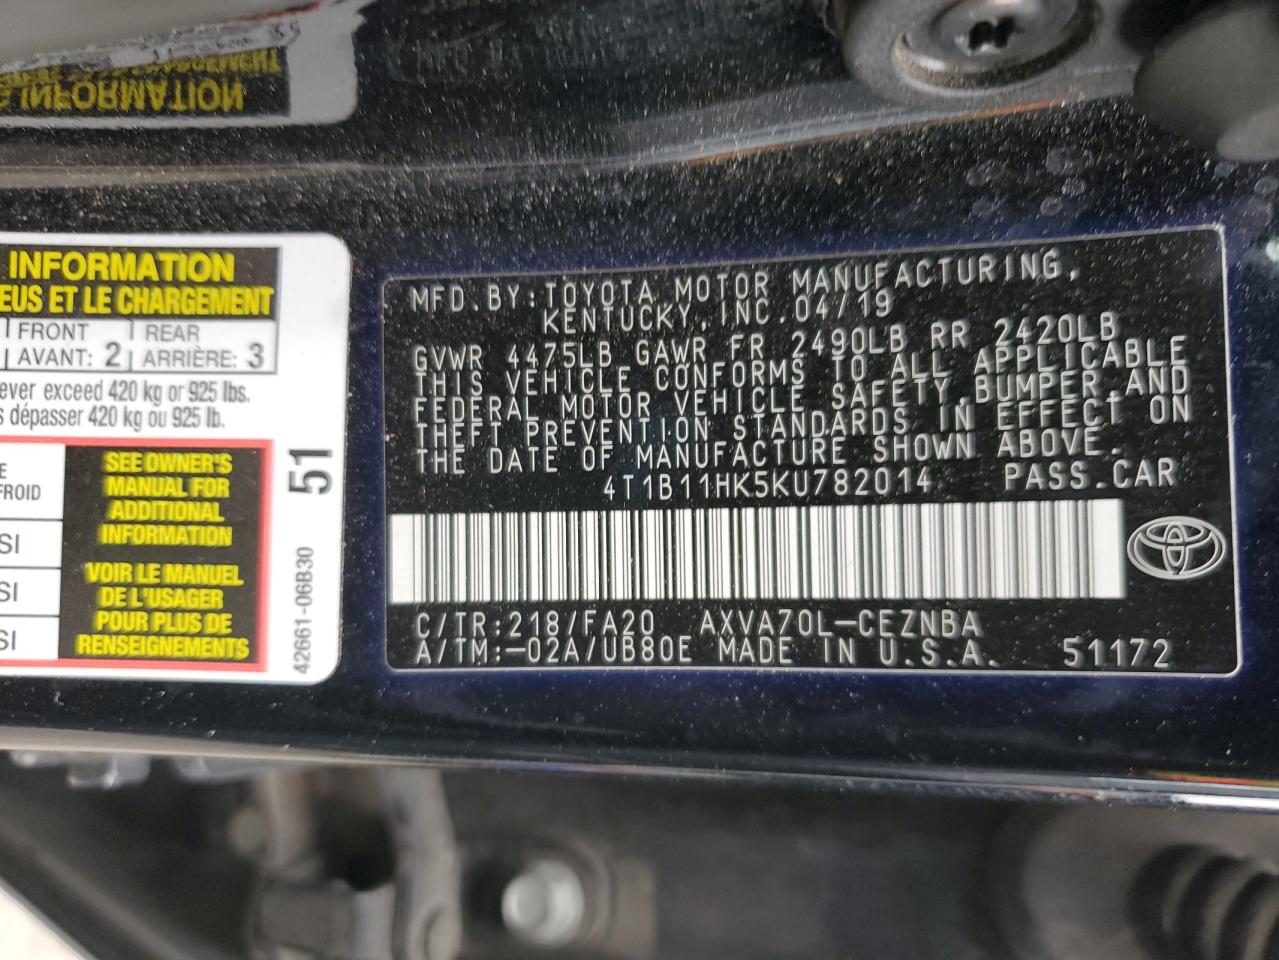 INFORMATION
EUS ET LE CHARGEMENT
FRONT REAR
AVANT: 2 ARRIÈRE: 3
ever exceed 420 kg or 925 lbs.
s dépasser 420 kg ou 925 lb.
E
FROID
SI
SI
SI
SEE OWNER'S
MANUAL FOR
ADDITIONAL
INFORMATION
VOIR LE MANUEL
DE L'USAGER
POUR PLUS DE
RENSEIGNEMENTS
51
42661-06B30
MFD. BY: TOYOTA MOTOR MANUFACTURING,
KENTUCKY, INC. 04/19
GVWR 4475LB GAWR FR 2490LB RR 2420LB
THIS VEHICLE CONFORMS TO ALL APPLICABLE
FEDERAL MOTOR VEHICLE SAFETY, BUMPER, AND
THEFT PREVENTION STANDARDS IN EFFECT ON
THE DATE OF MANUFACTURE SHOWN ABOVE.
4T1B11HK5KU782014 PASS. CAR
C/TR: 218/FA20 AXVA70L-CEZNBA
A/TM: -02A/UB80E MADE IN U.S.A. 51172